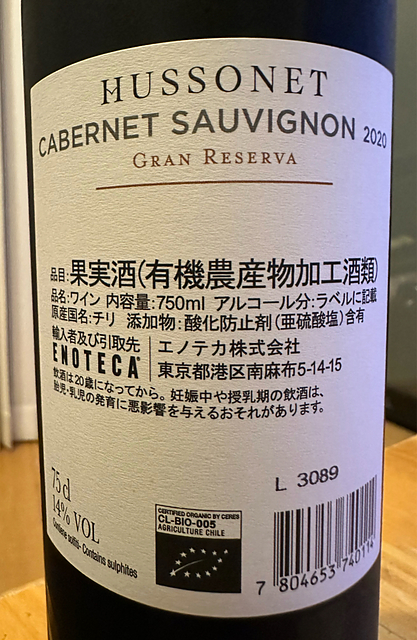 HUSSONET
CABERNET SAUVIGNON 2020
GRAN RESERVA
品目:果実酒(有機農産物加工酒類)
品名:ワイン 内容量:750ml アルコール分:ラベルに記載
原産国名:チリ 添加物:酸化防止剤(亜硫酸塩)含有
輸入者及び引取先
ENOTECA
エノテカ株式会社
東京都港区南麻布5-14-15
飲酒は20歳になってから。妊娠中や授乳期の飲酒は、
胎児・乳児の発育に悪影響を与えるおそれがあります。
75 cl
14% VOL
Contiene solfiti- Contains sulphites
CERTIFIED ORGANIC BY CERES
CL-BIO-005
AGRICULTURE CHILE
L 3089
7 804653 740114